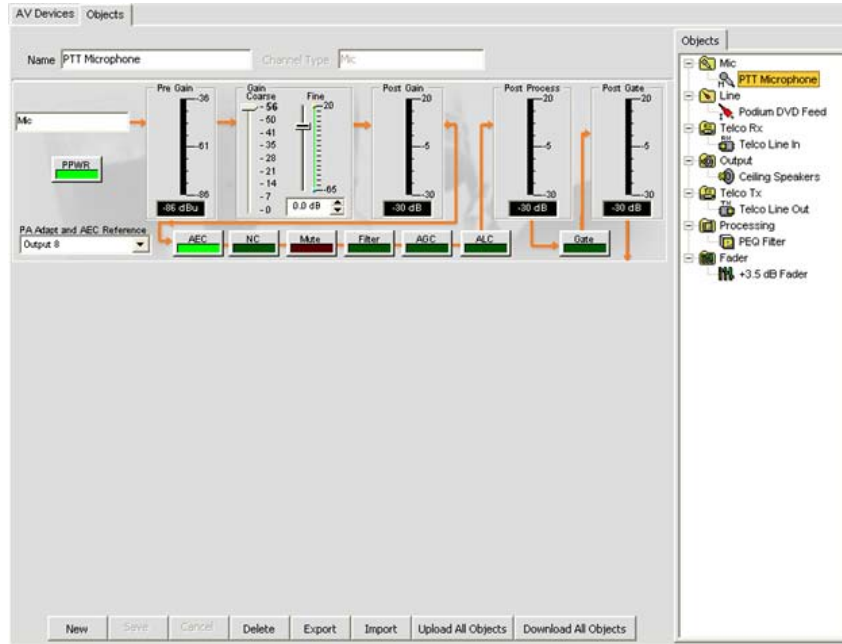 AV Devices Objects
Name PTT Microphone Channel Type Mic
Objects
Mic
PTT Microphone
Line
Podium DVD Feed
Telco Rx
Telco Line In
Output
Ceiling Speakers
Telco Tx
Telco Line Out
Processing
PEQ Filter
Fader
+3.5 dB Fader
Mic
PPWR
PA Adapt and AEC Reference
Output 8
Pre Gain
-36
-61
-86
-86 dBu
Gain
Coarse Fine
- 56
- 50
- 41
- 35
- 28
- 21
- 14
- 7
- 0
20
-65
0.0 dB
Post Gain
20
-5
-30
-30 dB
Post Process
20
-5
-30
-30 dB
Post Gate
20
-5
-30
-30 dB
AEC NC Mute Filter AGC ALC Gate
New Save Cancel Delete Export Import Upload All Objects Download All Objects